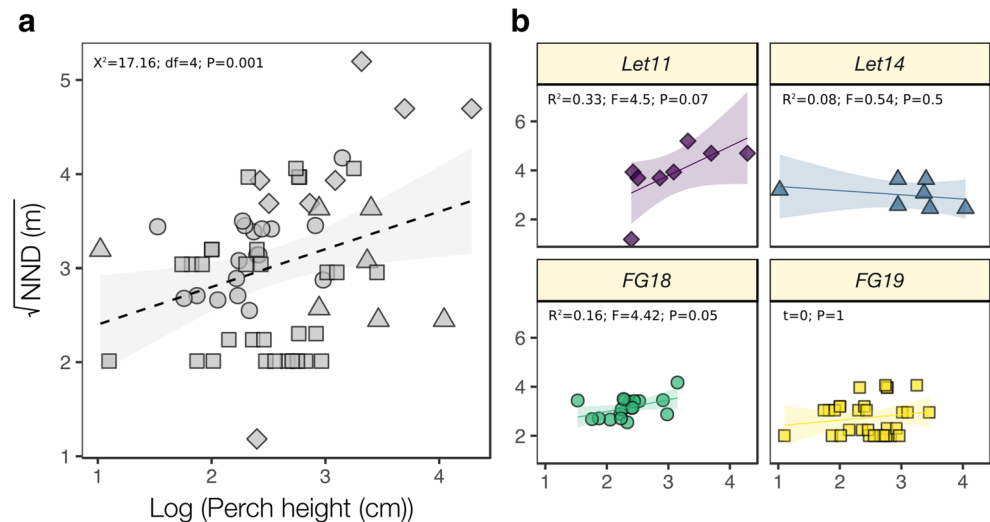 a
X²=17.16; df=4; P=0.001
5
4
3
2
1
√NND (m)
1 2 3 4
Log (Perch height (cm))
b
Let11 Let14
R²=0.33; F=4.5; P=0.07 R²=0.08; F=0.54; P=0.5
6
4
2
FG18 FG19
R²=0.16; F=4.42; P=0.05 t=0; P=1
6
4
2
1 2 3 4 1 2 3 4